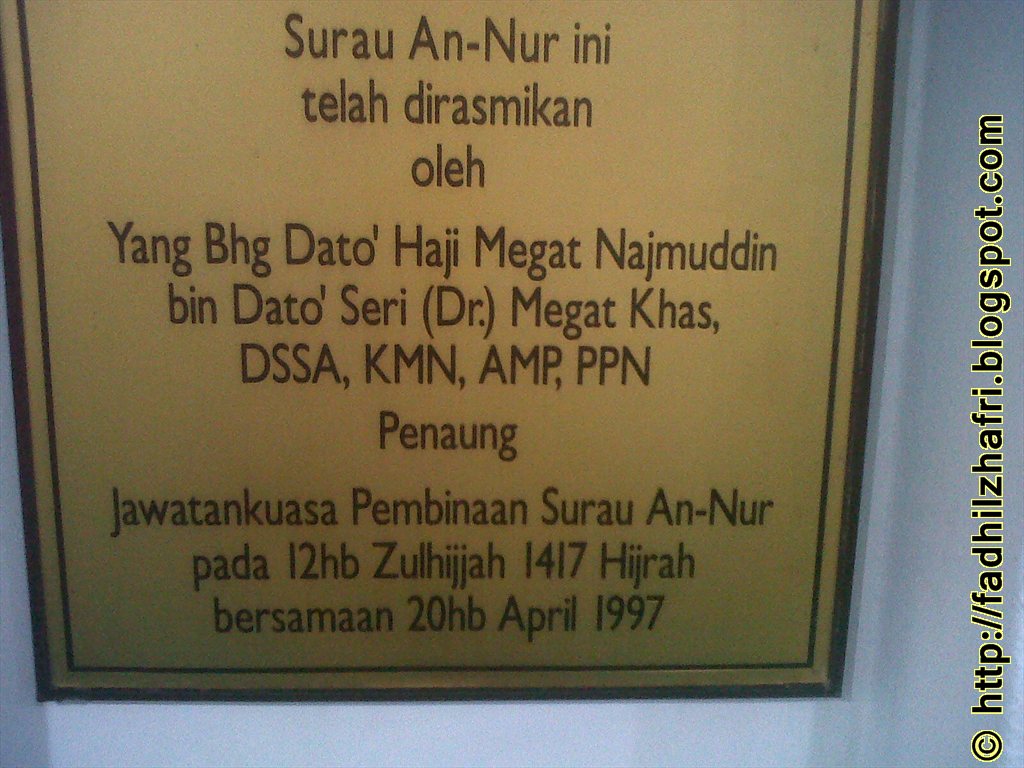 Surau An-Nur ini
telah dirasmikan
oleh
Yang Bhg Dato' Haji Megat Najmuddin
bin Dato' Seri (Dr.) Megat Khas,
DSSA, KMN, AMP, PPN
Penaung
Jawatankuasa Pembinaan Surau An-Nur
pada 12hb Zulhijjah 1417 Hijrah
bersamaan 20hb April 1997
© http://fadhilzhafri.blogspot.com